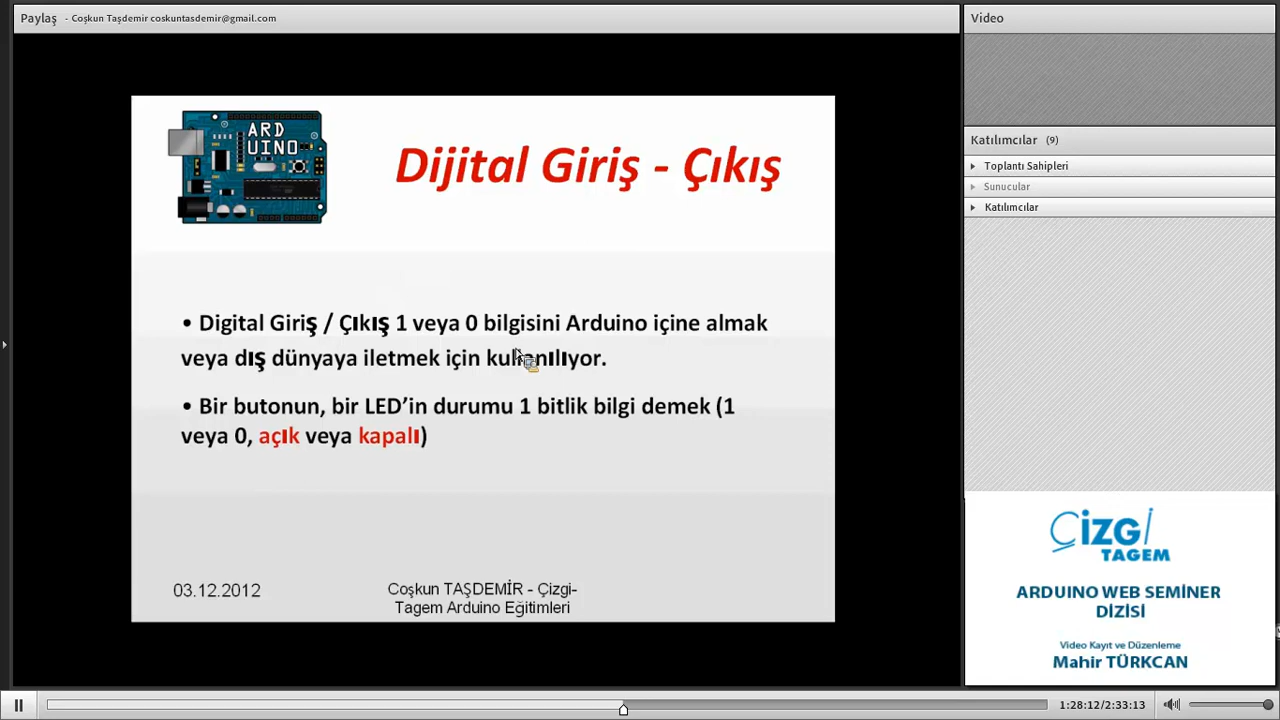 Paylaş - Coşkun Taşdemir coskuntasdemir@gmail.com
Video
ARD
UINO
Dijital Giriş - Çıkış
Katılımcılar (9)
Toplantı Sahipleri
Sunucular
Katılımcılar
• Digital Giriş / Çıkış 1 veya 0 bilgisini Arduino içine almak
veya dış dünyaya iletmek için kullanılıyor.
• Bir butonun, bir LED’in durumu 1 bitlik bilgi demek (1
veya 0, açık veya kapalı)
03.12.2012
Coşkun TAŞDEMİR - Çizgi-
Tagem Arduino Eğitimleri
ÇİZGİ
TAGEM
ARDUINO WEB SEMINER
DİZİSİ
Video Kayıt ve Düzenleme
Mahir TÜRKCAN
1:28:12/2:33:13